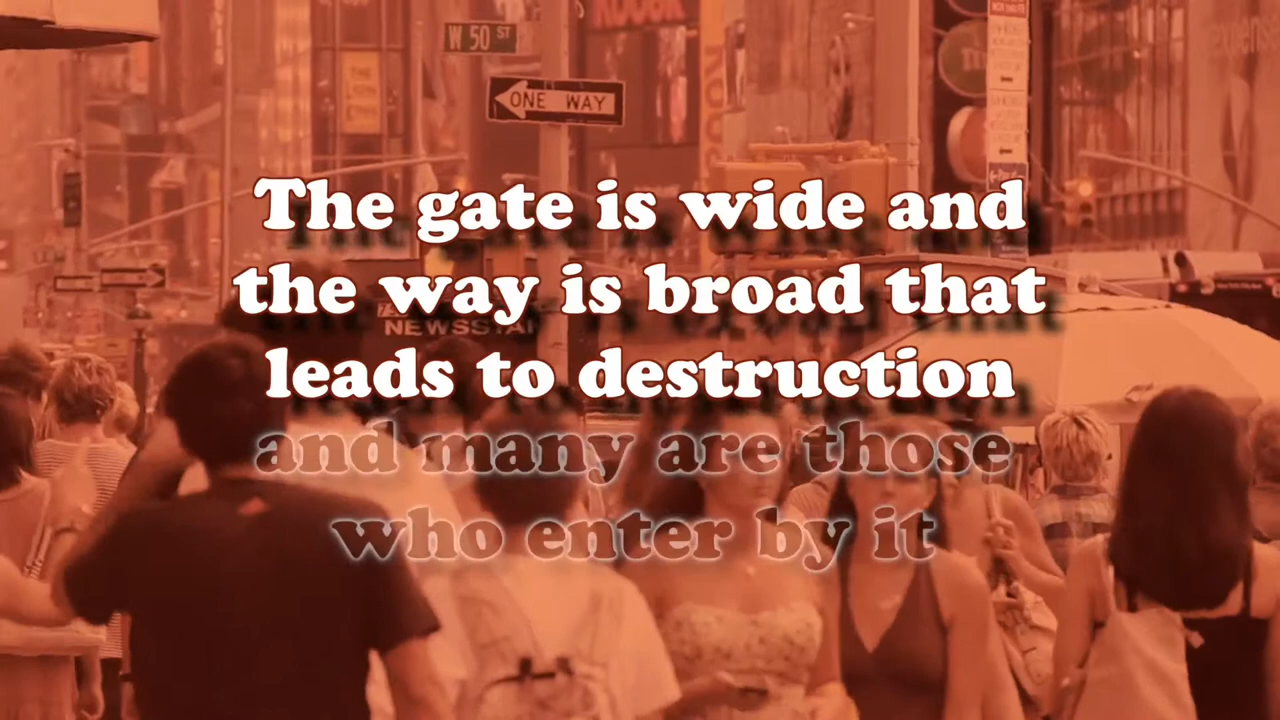 W 50 ST
ONE WAY
The gate is wide and
the way is broad that
leads to destruction
and many are those
who enter by it